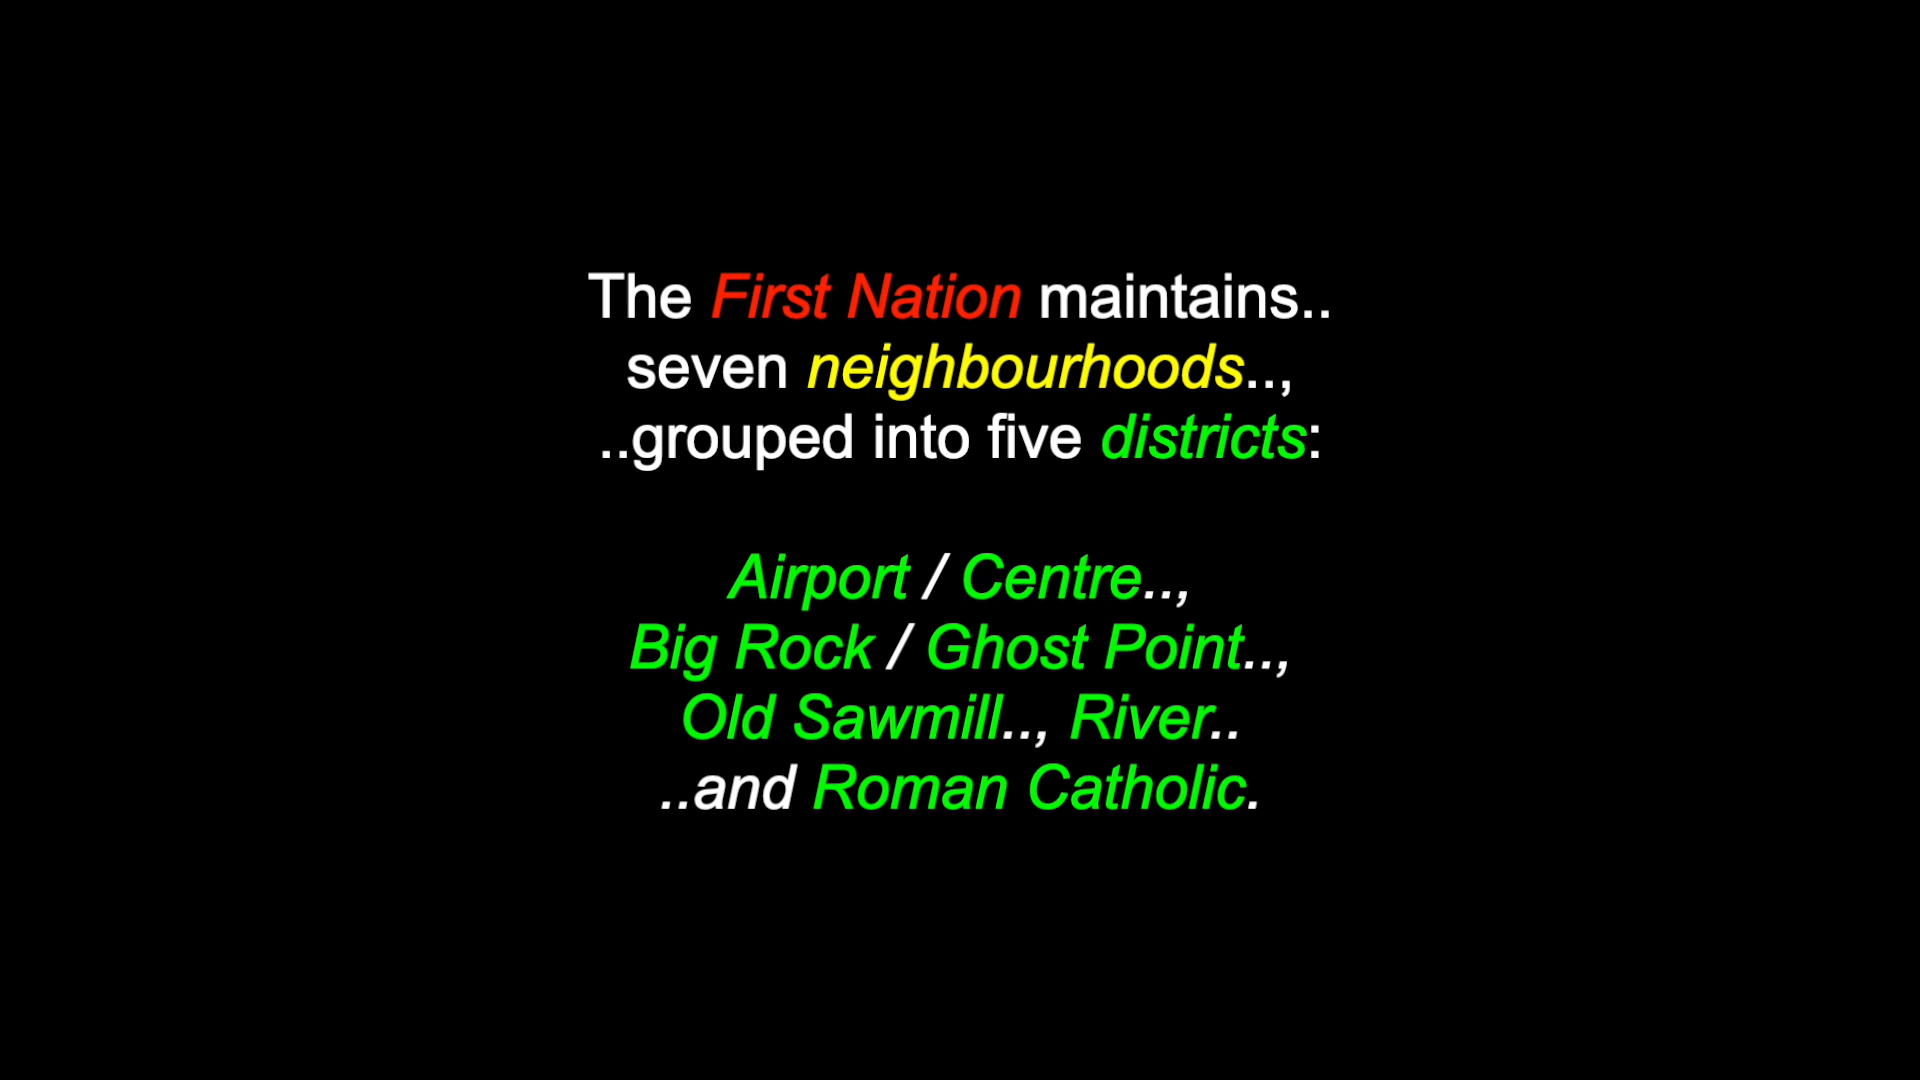 The First Nation maintains..
seven neighbourhoods..,
..grouped into five districts:
Airport / Centre..,
Big Rock / Ghost Point..,
Old Sawmill.., River..
..and Roman Catholic.